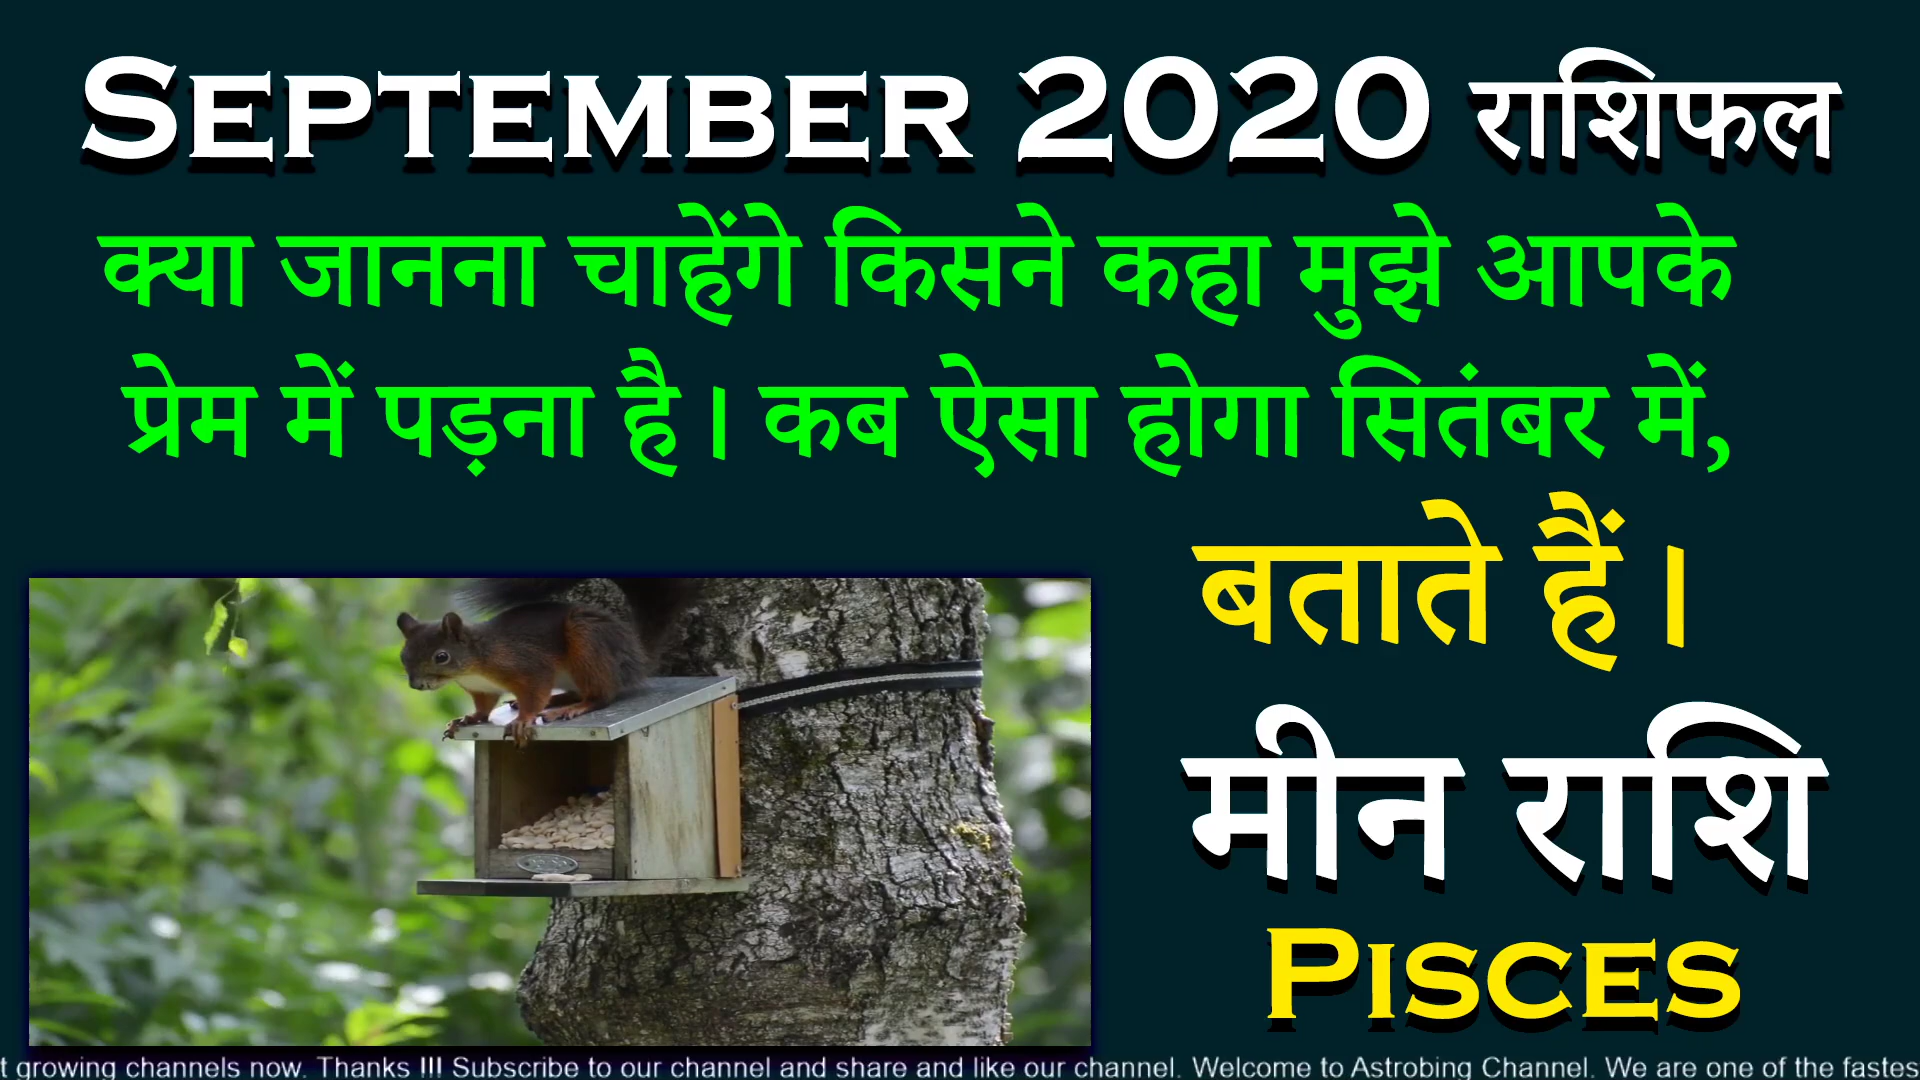 September 2020 राशिफल
क्या जानना चाहेंगे किसने कहा मुझे आपके
प्रेम में पड़ना है। कब ऐसा होगा सितंबर में,
बताते हैं।
मीन राशि
Pisces
t growing channels now. Thanks !!! Subscribe to our channel and share and like our channel. Welcome to Astrobing Channel. We are one of the fastes